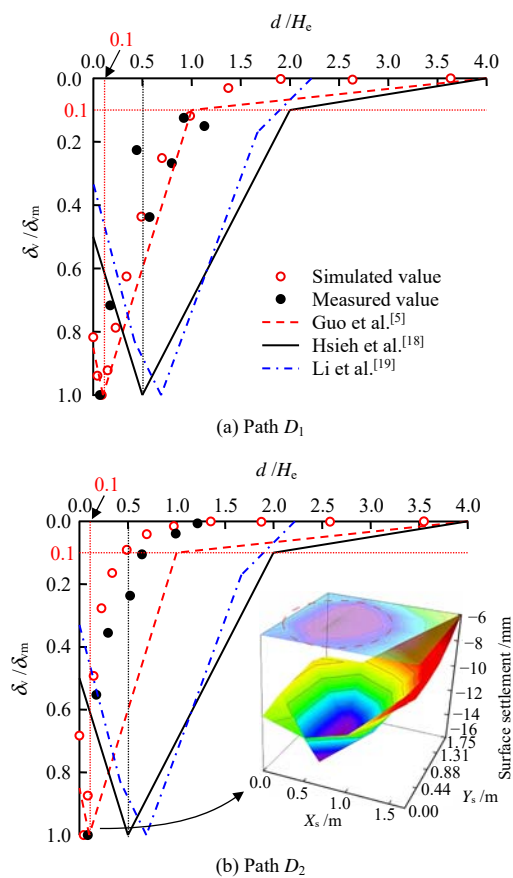 d /Hₑ
0.1
0.0 0.5 1.0 1.5 2.0 2.5 3.0 3.5 4.0
0.0
0.1
0.2
0.4
0.6
0.8
1.0
δᵥ /δᵥₘ
Simulated value
Measured value
Guo et al.[5]
Hsieh et al.[18]
Li et al.[19]
(a) Path D₁
d /Hₑ
0.1
0.0 0.5 1.0 1.5 2.0 2.5 3.0 3.5 4.0
0.0
0.1
0.2
0.4
0.6
0.8
1.0
δᵥ /δᵥₘ
−6
−8
−10
−12
−14
−16
Surface settlement /mm
1.75
1.31
0.88
0.44
0.00
Yₛ /m
0.0
0.5
1.0
1.5
Xₛ /m
(b) Path D₂